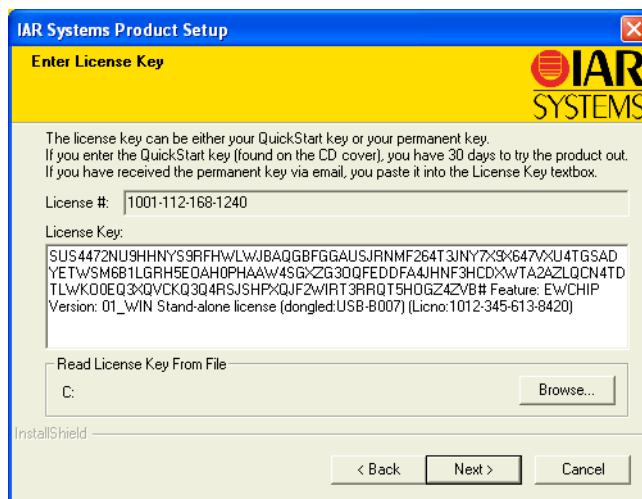 IAR Systems Product Setup
Enter License Key
IAR
SYSTEMS
The license key can be either your QuickStart key or your permanent key.
If you enter the QuickStart key (found on the CD cover), you have 30 days to try the product out.
If you have received the permanent key via email, you paste it into the License Key textbox.
License #: 1001-112-168-1240
License Key:
SUS4472NU9HHNYS9RFHWLWJBAQGBFGGAUSJRNMF264T3JNY7X9X647VXU4TGSAD
YETWSM6B1LGRH5EOAH0PHAAW4SGXZG3OQFEDDFA4JHNF3HCDXWTA2AZLQCN4TD
TLWKO0EQ3XQVCKQ3Q4RSJSHPXQJF2WIRT3RRQT5HOGZ4ZVB# Feature: EWCHIP
Version: 01_WIN Stand-alone license (dongled:USB-B007) (Licno:1012-345-613-8420)
Read License Key From File
C:
Browse...
InstallShield
< Back
Next >
Cancel